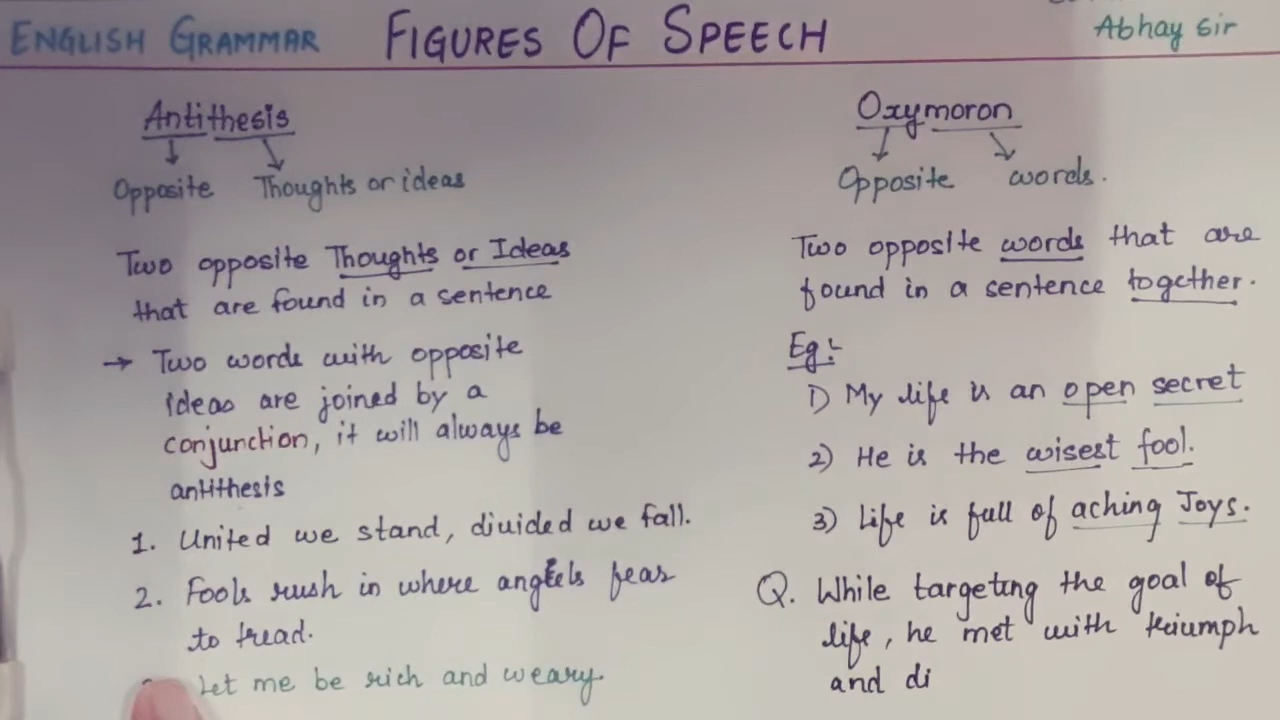 ENGLISH GRAMMAR FIGURES OF SPEECH
Abhay Sir
Antithesis
Opposite Thoughts or ideas
Two opposite Thoughts or Ideas
that are found in a sentence
→ Two words with opposite
ideas are joined by a
conjunction, it will always be
antithesis
1. United we stand, divided we fall.
2. Fools rush in where angels fear
to tread.
Let me be rich and weary.
Oxymoron
Opposite words.
Two opposite words that are
found in a sentence together.
Eg:-
1) My life is an open secret
2) He is the wisest fool.
3) Life is full of aching Joys.
Q. While targeting the goal of
life, he met with triumph
and di